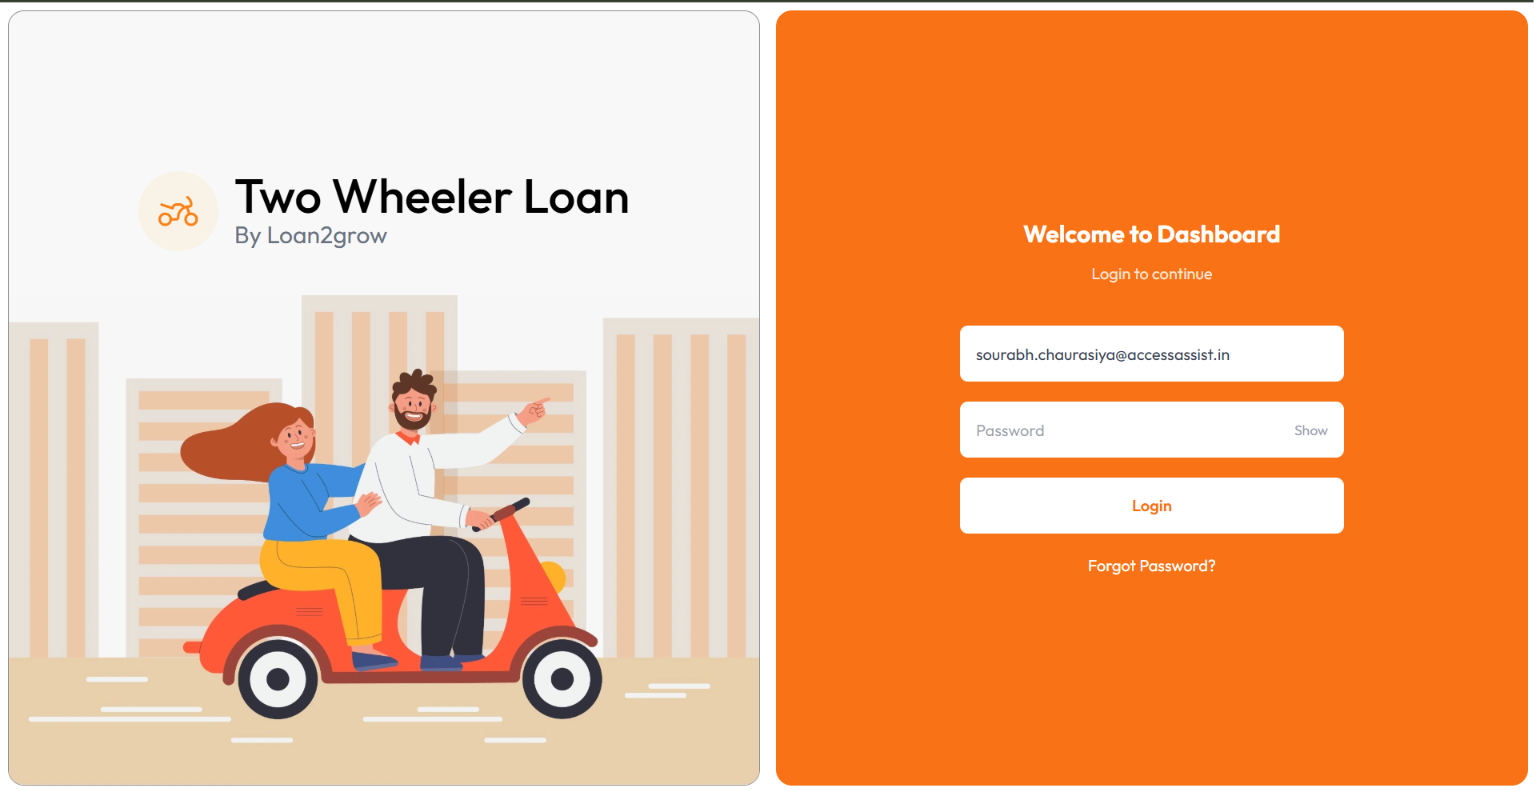 Two Wheeler Loan
By Loan2grow
Welcome to Dashboard
Login to continue
sourabh.chaurasiya@accessassist.in
Password Show
Login
Forgot Password?